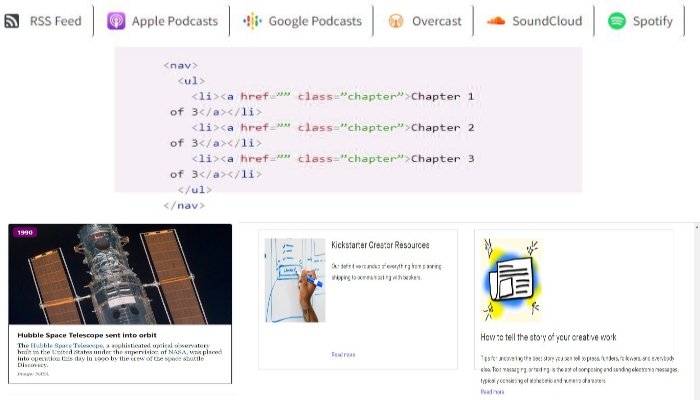 RSS Feed
Apple Podcasts
Google Podcasts
Overcast
SoundCloud
Spotify
<nav>
<ul>
<li><a href=”” class=”chapter”>Chapter 1
of 3</a></li>
<li><a href=”” class=”chapter”>Chapter 2
of 3</a></li>
<li><a href=”” class=”chapter”>Chapter 3
of 3</a></li>
</ul>
</nav>
1990
Hubble Space Telescope sent into orbit
The Hubble Space Telescope, a sophisticated optical observatory
built in the United States under the supervision of NASA, was placed
into operation this day in 1990 by the crew of the space shuttle
Discovery.
Image: NASA
Kickstarter Creator Resources
Our definitive roundup of everything from planning
shipping to communicating with backers.
Read more
How to tell the story of your creative work
Tips for uncovering the best story you can tell to press, funders, followers, and everybody
else. Text messaging, or texting, is the act of composing and sending electronic messages,
typically consisting of alphabetic and numeric characters
Read more